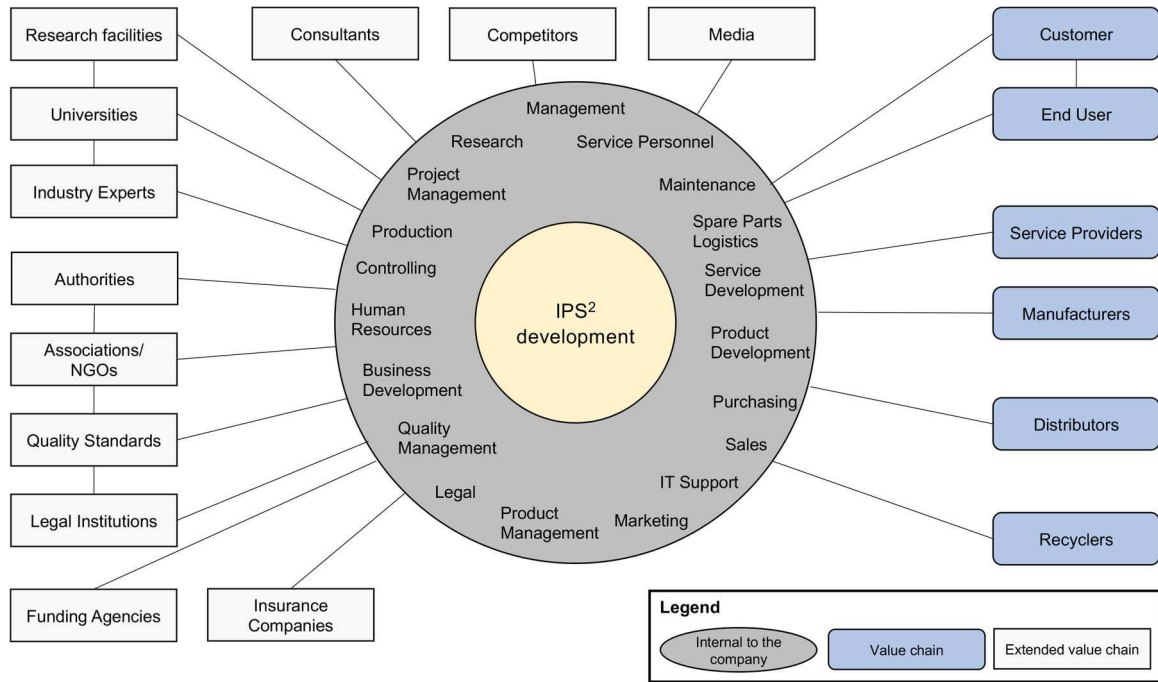 Research facilities
Consultants
Competitors
Media
Customer
Universities
End User
Industry Experts
Service Providers
Authorities
Manufacturers
Associations/
NGOs
Quality Standards
Distributors
Legal Institutions
Recyclers
Funding Agencies
Insurance
Companies
Management
Research
Service Personnel
Project
Management
Maintenance
Production
Spare Parts
Logistics
Controlling
Service
Development
Human
Resources
Product
Development
Business
Development
Purchasing
Quality
Management
Sales
Legal
IT Support
Product
Management
Marketing
IPS²
development
Legend
Internal to the
company
Value chain
Extended value chain